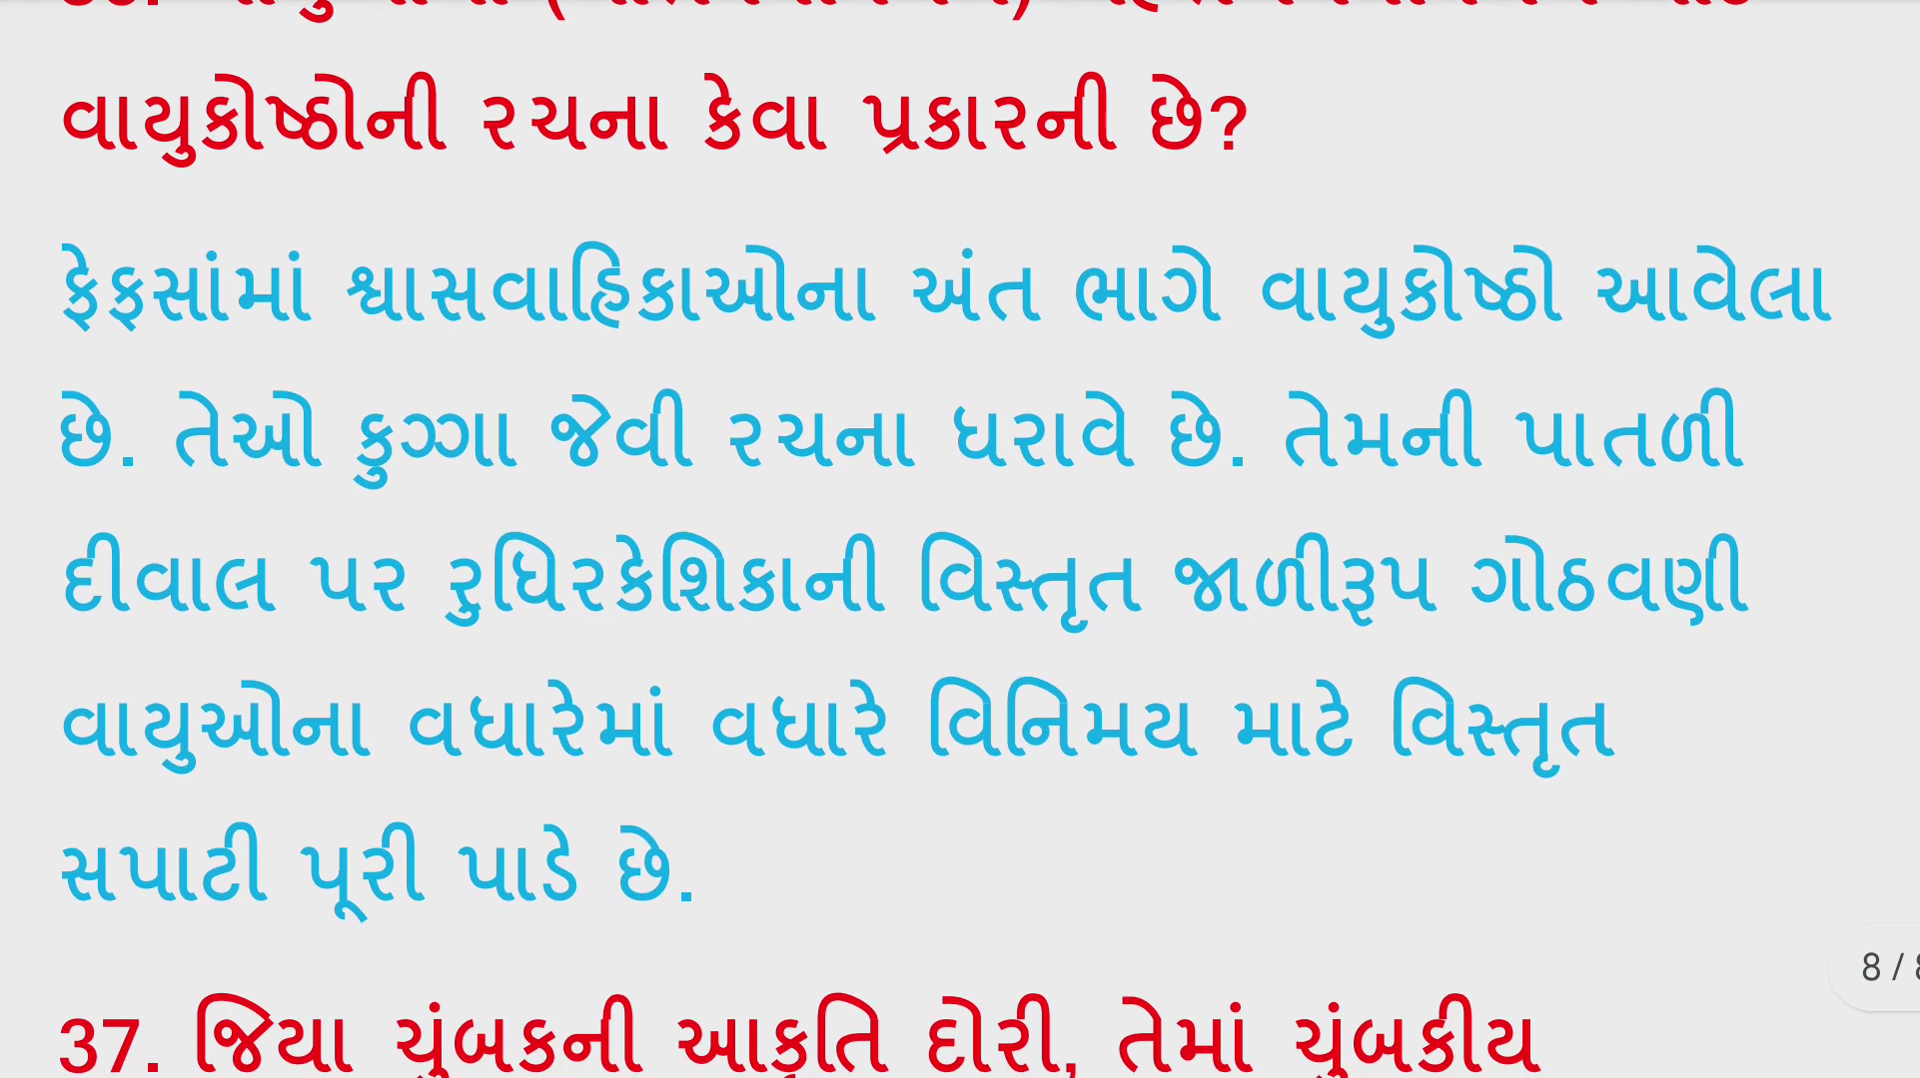 વાયુકોષ્ઠોની રચના કેવા પ્રકારની છે?
ફેફસાંમાં શ્વાસવાહિકાઓના અંત ભાગે વાયુકોષ્ઠો આવેલા
છે. તેઓ કુગ્ગા જેવી રચના ધરાવે છે. તેમની પાતળી
દીવાલ પર રુધિરકેશિકાની વિસ્તૃત જાળીરૂપ ગોઠવણી
વાયુઓના વધારેમાં વધારે વિનિમય માટે વિસ્તૃત
સપાટી પૂરી પાડે છે.
8 /
37. જિયા ચુંબકની આકૃતિ દોરી, તેમાં ચુંબકીય